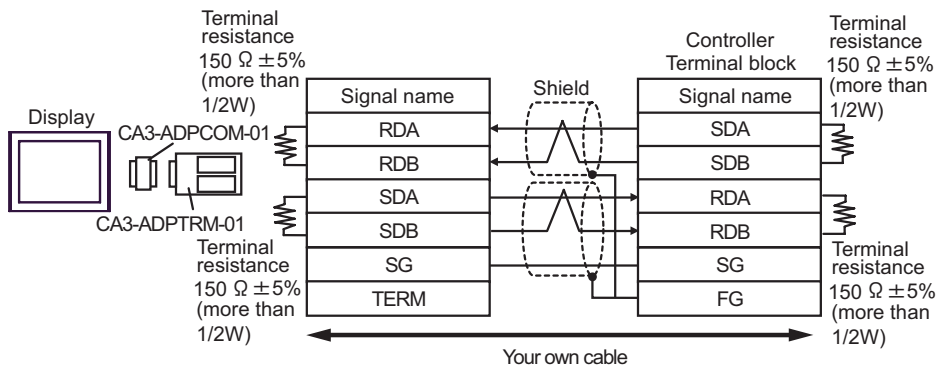 Terminal
resistance
150 Ω ±5%
(more than
1/2W)
Display
CA3-ADPCOM-01
CA3-ADPTRM-01
Terminal
resistance
150 Ω ±5%
(more than
1/2W)
Signal name
RDA
RDB
SDA
SDB
SG
TERM
Shield
Controller
Terminal block
Signal name
SDA
SDB
RDA
RDB
SG
FG
Terminal
resistance
150 Ω ±5%
(more than
1/2W)
Terminal
resistance
150 Ω ±5%
(more than
1/2W)
Your own cable